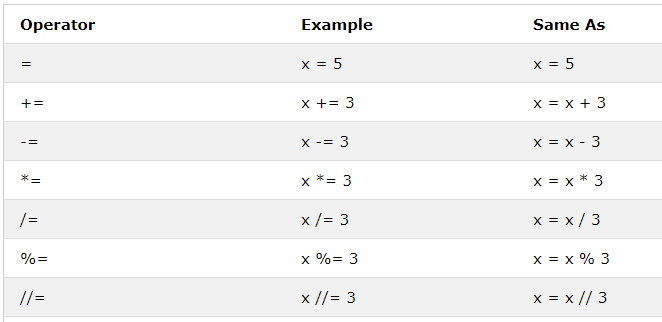 Operator Example Same As
= x = 5 x = 5
+= x += 3 x = x + 3
-= x -= 3 x = x - 3
*= x *= 3 x = x * 3
/= x /= 3 x = x / 3
%= x %= 3 x = x % 3
//= x //= 3 x = x // 3